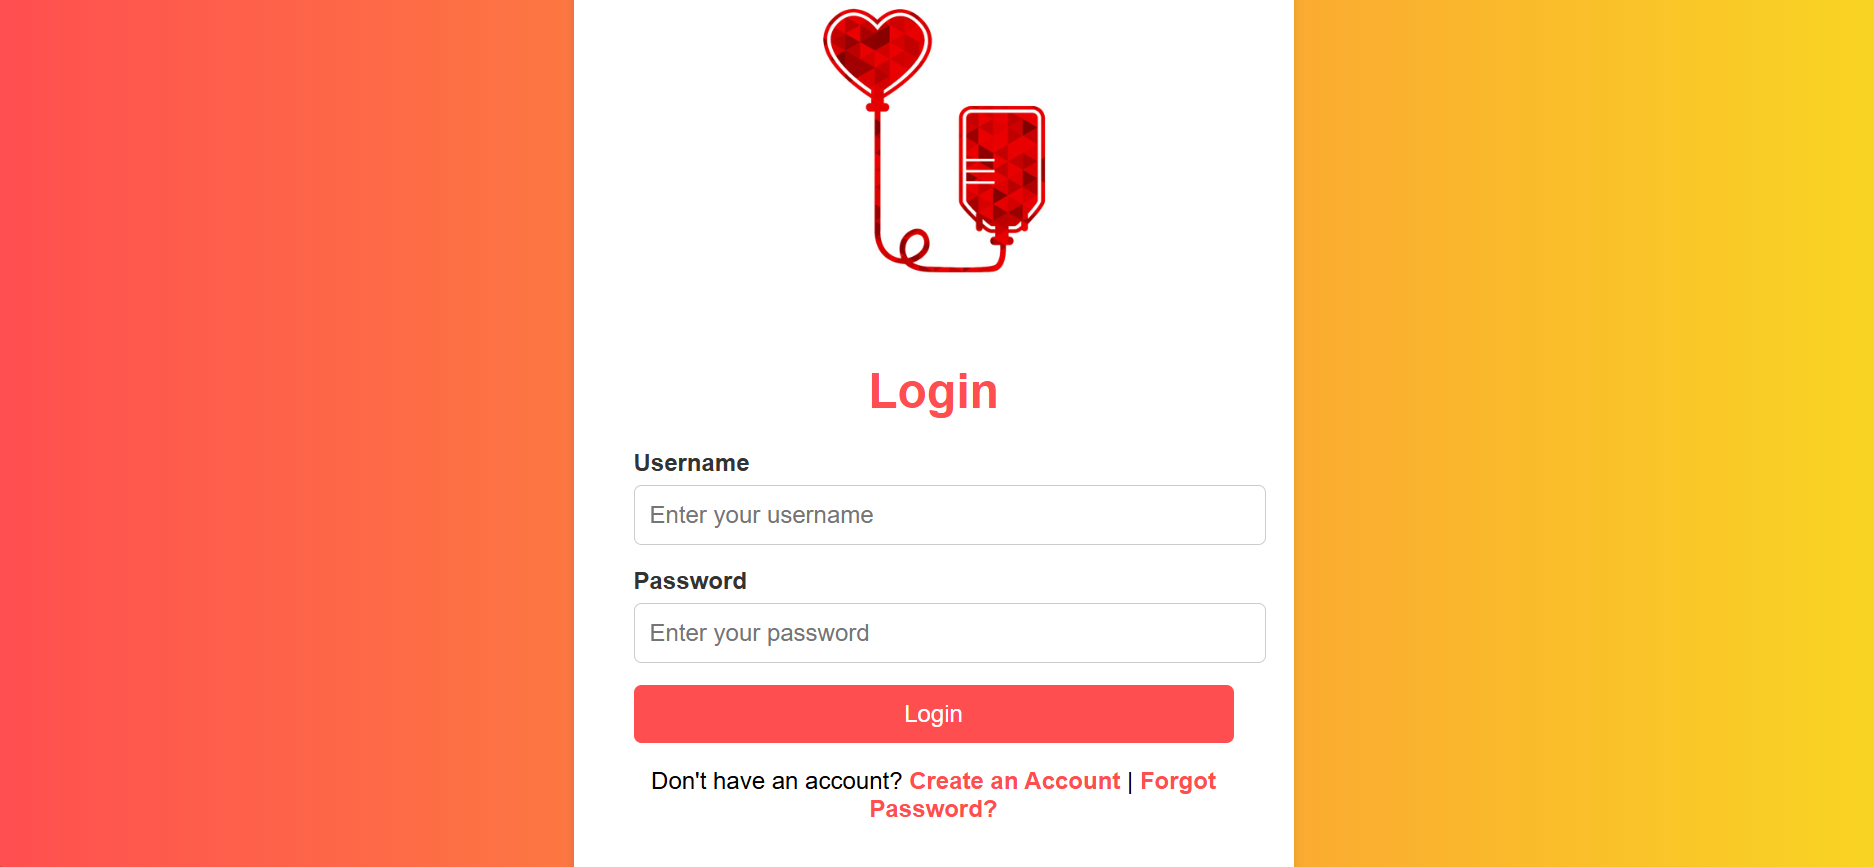 Login
Username
Enter your username
Password
Enter your password
Login
Don't have an account? Create an Account | Forgot
Password?